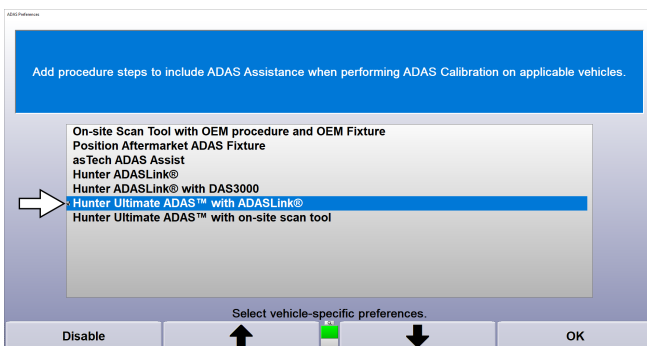 ADAS Preferences
Add procedure steps to include ADAS Assistance when performing ADAS Calibration on applicable vehicles.
On-site Scan Tool with OEM procedure and OEM Fixture
Position Aftermarket ADAS Fixture
asTech ADAS Assist
Hunter ADASLink®
Hunter ADASLink® with DAS3000
Hunter Ultimate ADAS™ with ADASLink®
Hunter Ultimate ADAS™ with on-site scan tool
Select vehicle-specific preferences.
Disable
OK